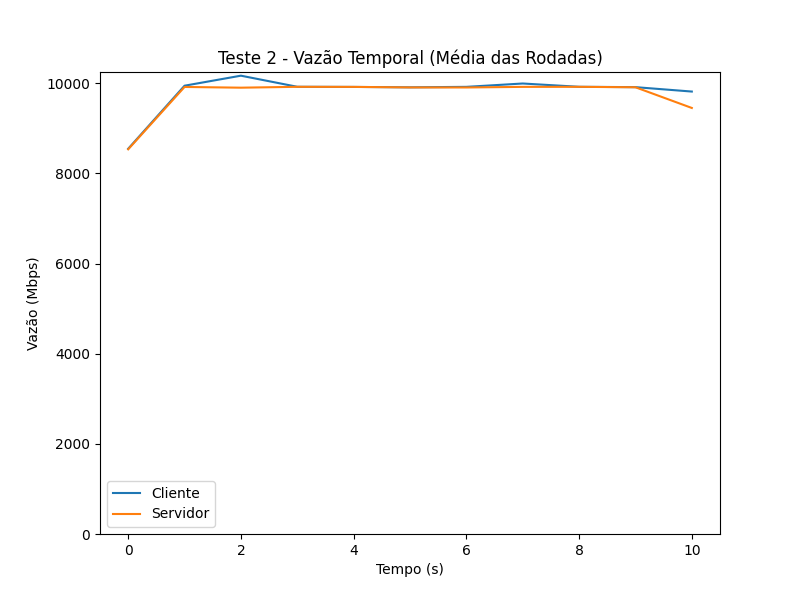 Teste 2 - Vazão Temporal (Média das Rodadas)
10000
8000
6000
4000
2000
0
Vazão (Mbps)
Cliente
Servidor
0 2 4 6 8 10
Tempo (s)